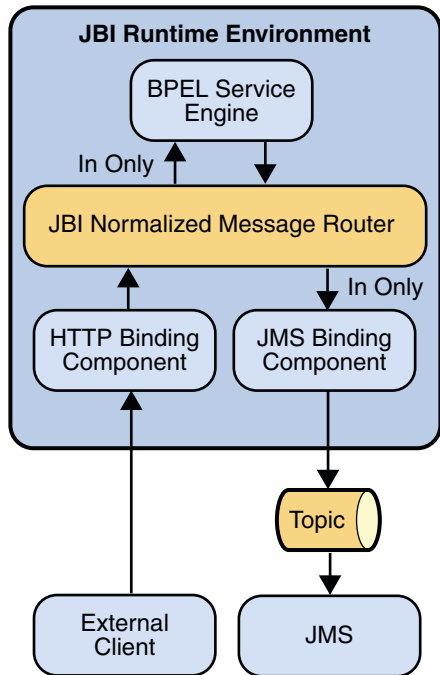 JBI Runtime Environment
BPEL Service
Engine
In Only
JBI Normalized Message Router
In Only
HTTP Binding
Component
JMS Binding
Component
Topic
External
Client
JMS